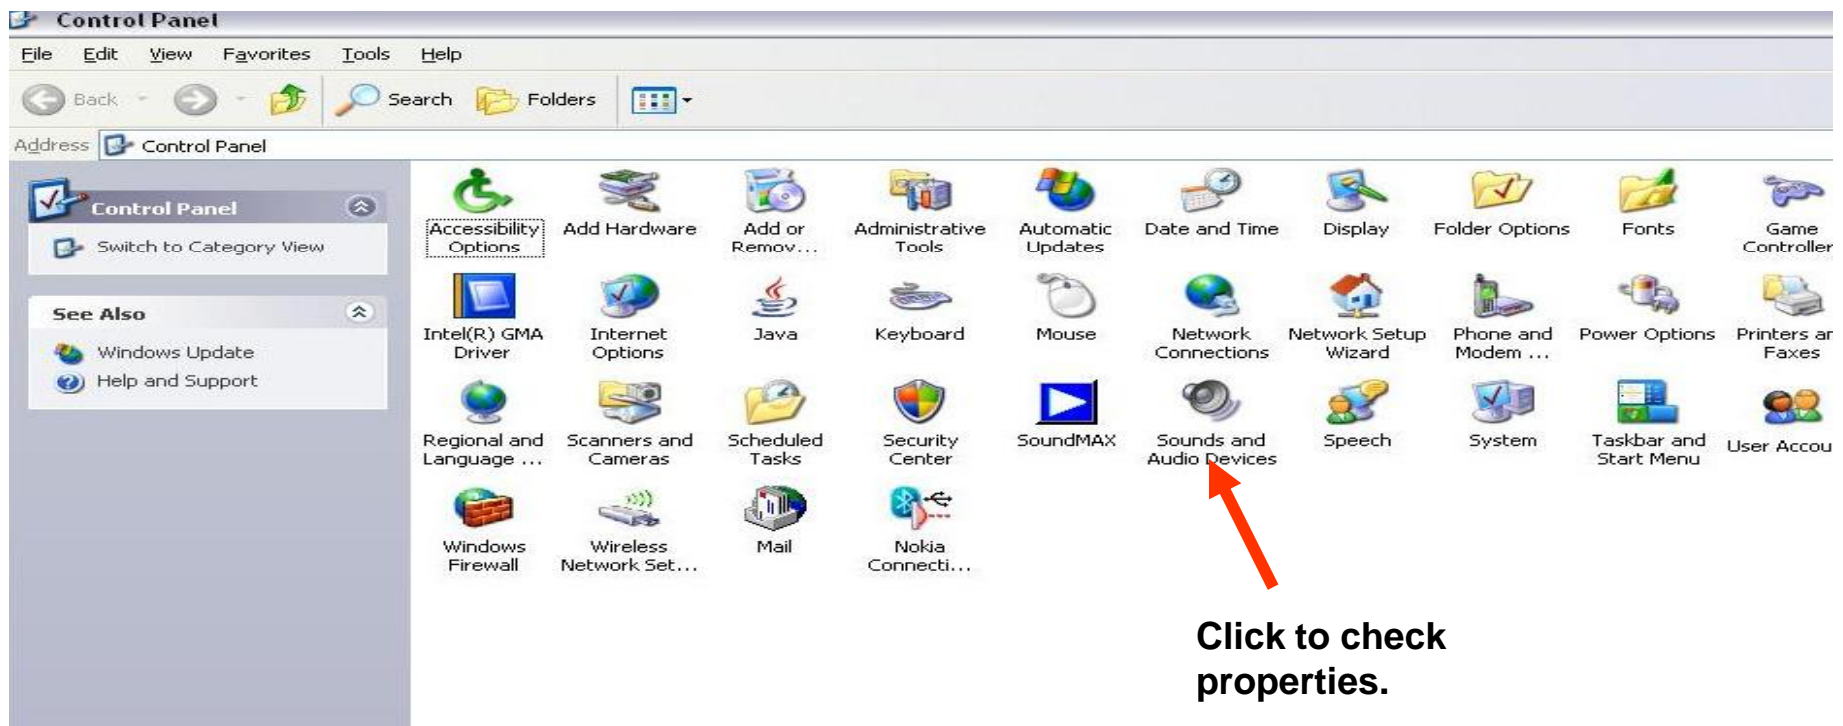 Control Panel
File Edit View Favorites Tools Help
Back Search Folders
Address Control Panel
Control Panel
Switch to Category View
See Also
Windows Update
Help and Support
Accessibility Options
Add Hardware
Add or Remov...
Administrative Tools
Automatic Updates
Date and Time
Display
Folder Options
Fonts
Game Controller
Intel(R) GMA Driver
Internet Options
Java
Keyboard
Mouse
Network Connections
Network Setup Wizard
Phone and Modem ...
Power Options
Printers an
Faxes
Regional and Language ...
Scanners and Cameras
Scheduled Tasks
Security Center
SoundMAX
Sounds and Audio Devices
Speech
System
Taskbar and Start Menu
User Accou
Windows Firewall
Wireless Network Set...
Mail
Nokia Connecti...
Click to check
properties.